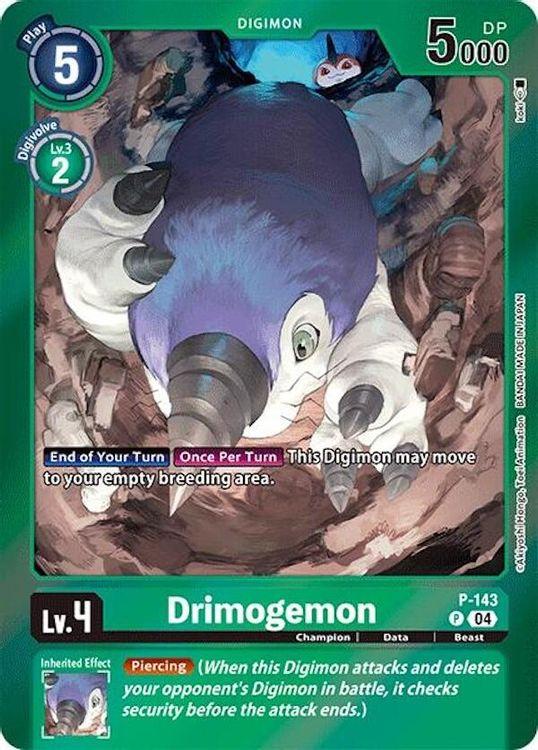 DIGIMON
Play
5
DP
5000
Digivolve
Lv.3
2
koki
©Akiyoshi Hongo, Toei Animation BANDAI MADE IN JAPAN
End of Your Turn Once Per Turn This Digimon may move
to your empty breeding area.
Lv.4
Drimogemon
P-143
P 04
Champion | Data | Beast
Inherited Effect
Piercing (When this Digimon attacks and deletes
your opponent's Digimon in battle, it checks
security before the attack ends.)